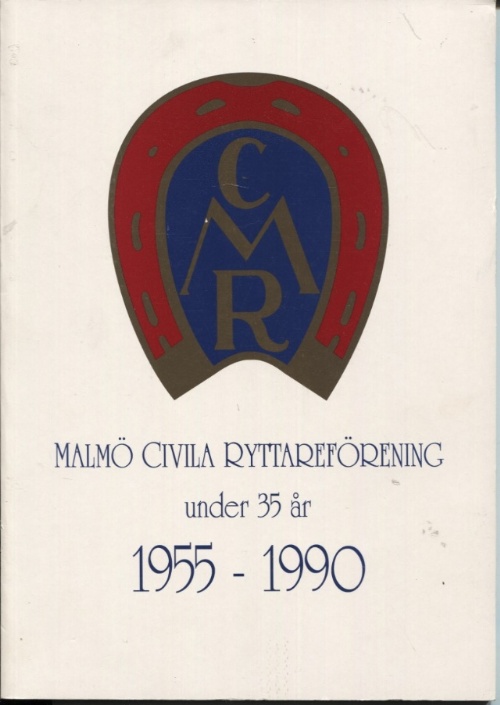 C
M
R
MALMÖ CIVILA RYTTAREFÖRENING
under 35 år
1955 - 1990